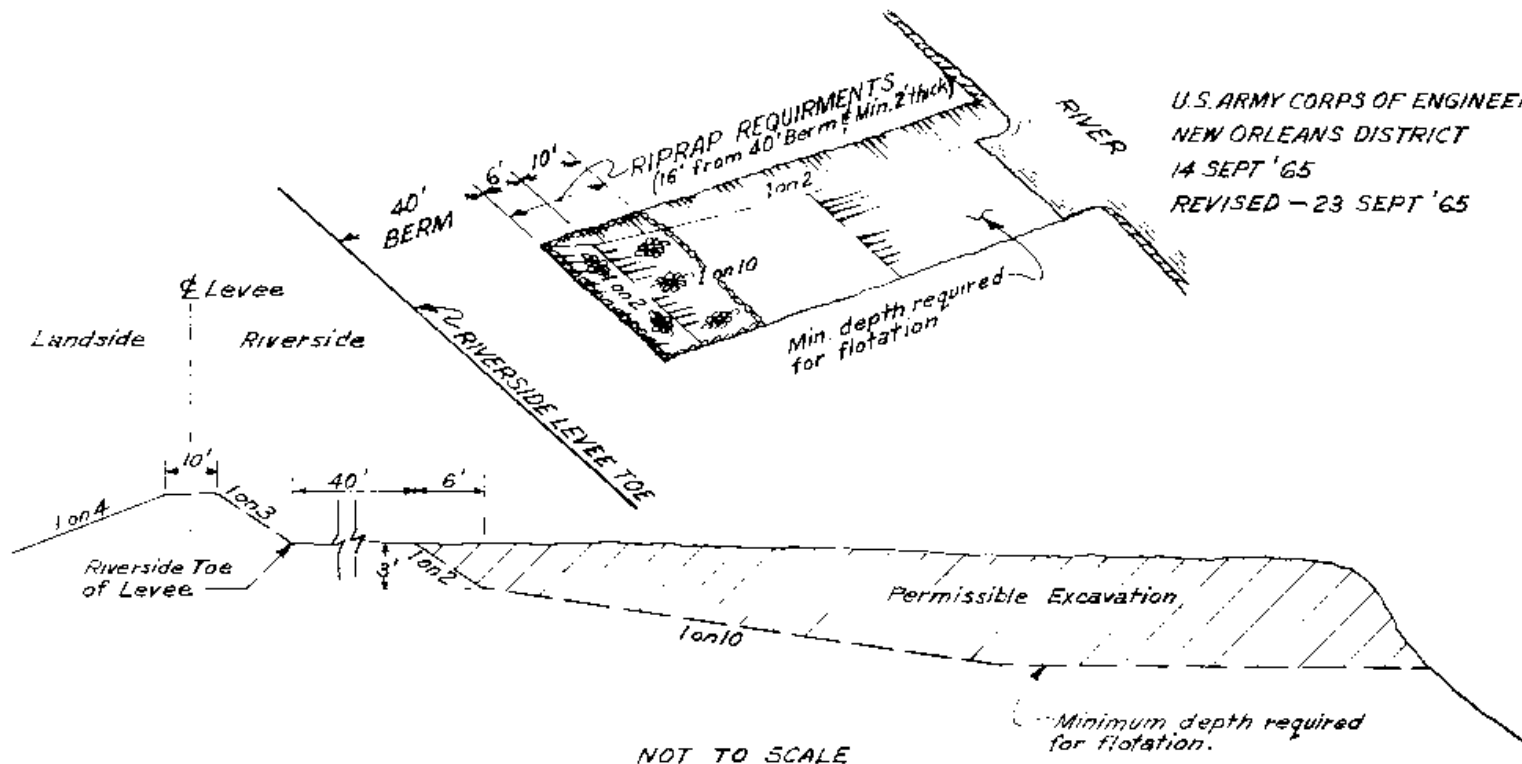 U.S. ARMY CORPS OF ENGINEER
NEW ORLEANS DISTRICT
14 SEPT '65
REVISED - 23 SEPT '65
RIVER
RIPRAP REQUIRMENTS
(16' from 40' Berm & Min. 2' thick)
10'
6'
40'
BERM
1 on 2
1 on 10
1 on 2
Min. depth required
for flotation
RIVERSIDE LEVEE TOE
℄ Levee
Landside
Riverside
10'
40'
6'
1 on 4
1 on 3
3'
1 on 2
Riverside Toe
of Levee
Permissible Excavation
1 on 10
Minimum depth required
for flotation.
NOT TO SCALE